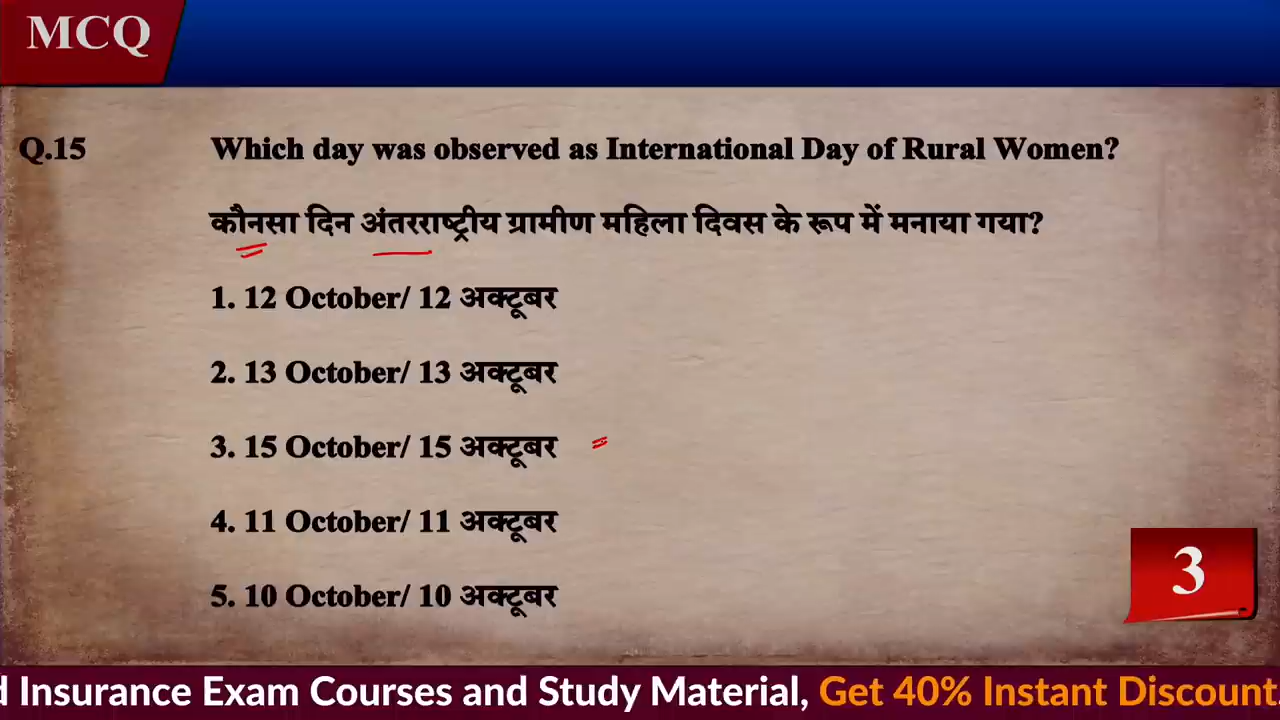 MCQ
Q.15 Which day was observed as International Day of Rural Women?
कौनसा दिन अंतरराष्ट्रीय ग्रामीण महिला दिवस के रूप में मनाया गया?
1. 12 October/ 12 अक्टूबर
2. 13 October/ 13 अक्टूबर
3. 15 October/ 15 अक्टूबर
4. 11 October/ 11 अक्टूबर
5. 10 October/ 10 अक्टूबर
3
d Insurance Exam Courses and Study Material, Get 40% Instant Discount